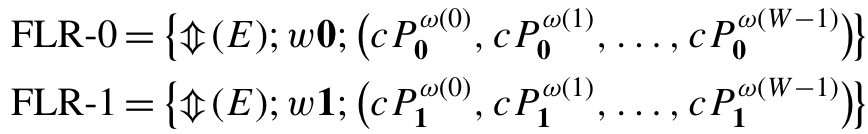 FLR-0 = {⇕(E); w𝟎; (cP_𝟎^{ω(0)}, cP_𝟎^{ω(1)}, . . . , cP_𝟎^{ω(W−1)})}
FLR-1 = {⇕(E); w𝟏; (cP_𝟏^{ω(0)}, cP_𝟏^{ω(1)}, . . . , cP_𝟏^{ω(W−1)})}